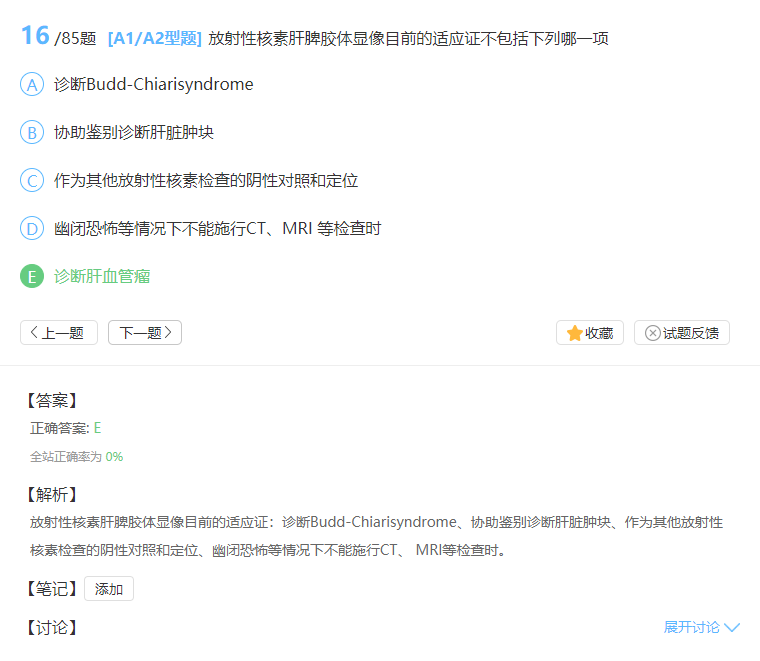 16 /85题 [A1/A2型题] 放射性核素肝脾胶体显像目前的适应证不包括下列哪一项
A 诊断Budd-Chiarisyndrome
B 协助鉴别诊断肝脏肿块
C 作为其他放射性核素检查的阴性对照和定位
D 幽闭恐怖等情况下不能施行CT、MRI 等检查时
E 诊断肝血管瘤
上一题 下一题 收藏 试题反馈
【答案】
正确答案: E
全站正确率为 0%
【解析】
放射性核素肝脾胶体显像目前的适应证：诊断Budd-Chiarisyndrome、协助鉴别诊断肝脏肿块、作为其他放射性
核素检查的阴性对照和定位、幽闭恐怖等情况下不能施行CT、 MRI等检查时。
【笔记】 添加
【讨论】 展开讨论